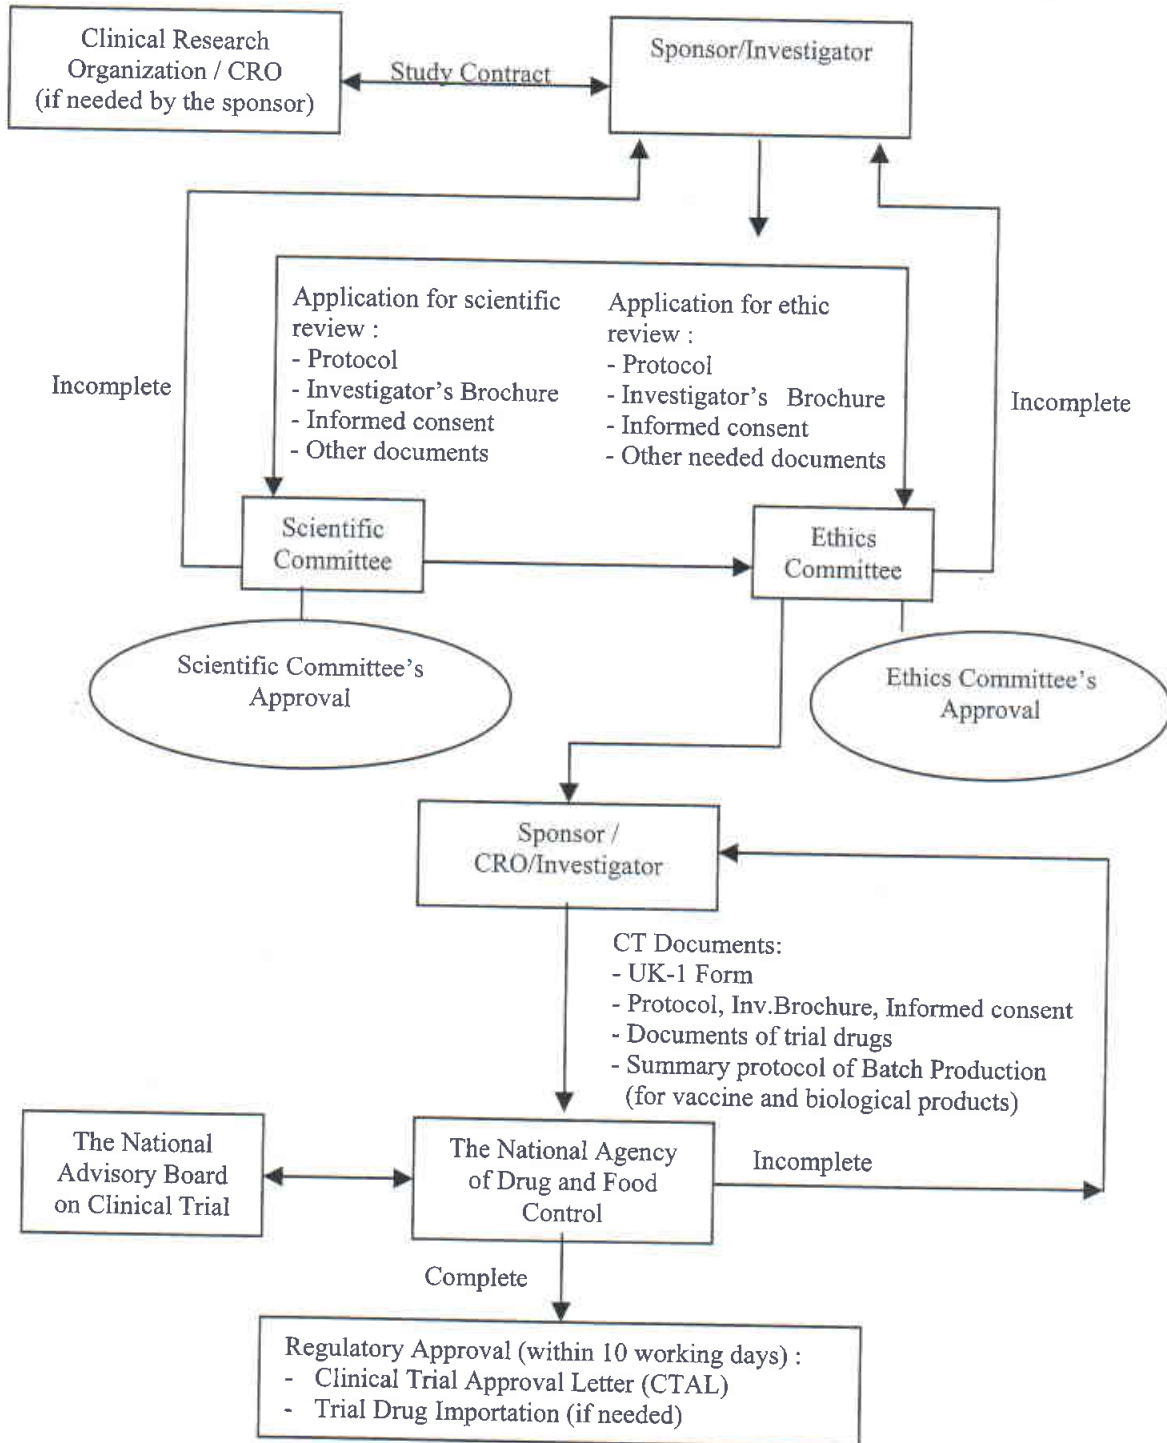 Clinical Research
Organization / CRO
(if needed by the sponsor)
Study Contract
Sponsor/Investigator
Application for scientific
review :
- Protocol
- Investigator's Brochure
- Informed consent
- Other documents
Application for ethic
review :
- Protocol
- Investigator's Brochure
- Informed consent
- Other needed documents
Incomplete
Incomplete
Scientific
Committee
Ethics
Committee
Scientific Committee's
Approval
Ethics Committee's
Approval
Sponsor /
CRO/Investigator
CT Documents:
- UK-1 Form
- Protocol, Inv.Brochure, Informed consent
- Documents of trial drugs
- Summary protocol of Batch Production
(for vaccine and biological products)
The National
Advisory Board
on Clinical Trial
The National Agency
of Drug and Food
Control
Incomplete
Complete
Regulatory Approval (within 10 working days) :
- Clinical Trial Approval Letter (CTAL)
- Trial Drug Importation (if needed)